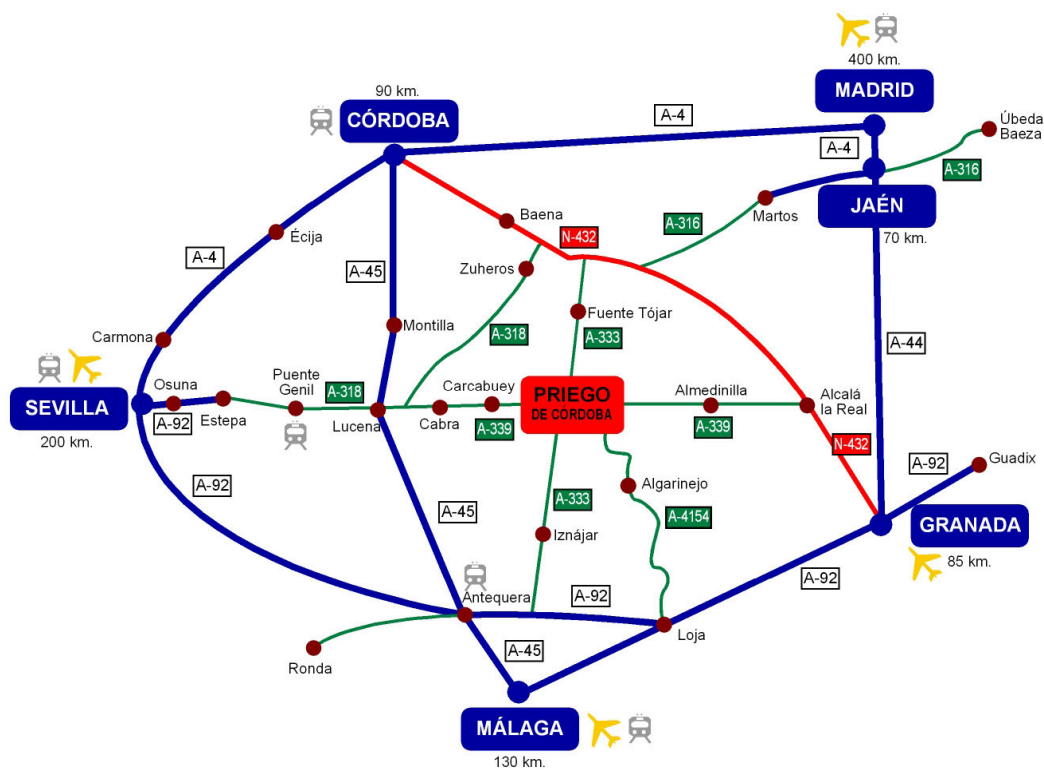 400 km.
MADRID
90 km.
CÓRDOBA
A-4
Úbeda
Baeza
A-4
A-316
Martos
JAÉN
70 km.
Baena
N-432
A-316
Écija
A-4
A-45
Zuheros
Fuente Tójar
A-333
Montilla
A-318
Carmona
A-44
SEVILLA
200 km.
Osuna
A-92
Estepa
Puente
Genil
A-318
Lucena
Carcabuey
Cabra
A-339
PRIEGO
DE CÓRDOBA
Almedinilla
A-339
Alcalá
la Real
N-432
A-92
Guadix
A-92
A-45
A-333
Algarinejo
A-4154
Iznájar
GRANADA
85 km.
A-92
Antequera
A-92
Loja
Ronda
A-45
MÁLAGA
130 km.